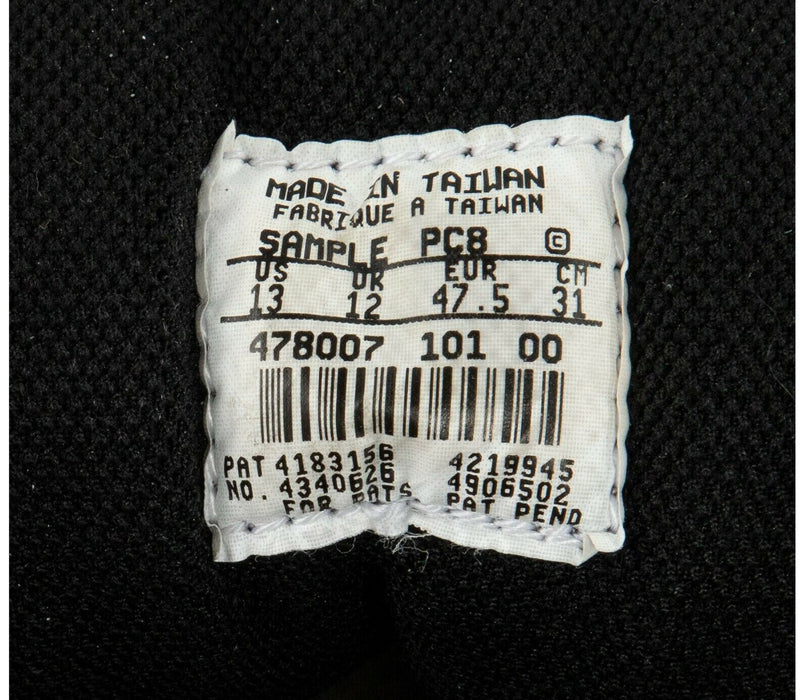 MADE IN TAIWAN
FABRIQUE A TAIWAN
SAMPLE PC8 ©
US UK EUR CM
13 12 47.5 31
478007 101 00
PAT 4183156 4219945
NO. 4340626 4906502
FOR PATS PAT PEND